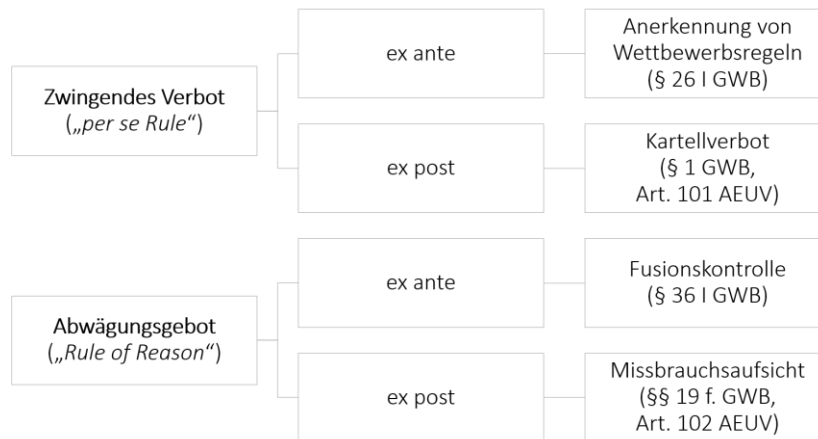 Zwingendes Verbot
(„per se Rule“)
ex ante
Anerkennung von
Wettbewerbsregeln
(§ 26 I GWB)
ex post
Kartellverbot
(§ 1 GWB,
Art. 101 AEUV)
Abwägungsgebot
(„Rule of Reason“)
ex ante
Fusionskontrolle
(§ 36 I GWB)
ex post
Missbrauchsaufsicht
(§§ 19 f. GWB,
Art. 102 AEUV)